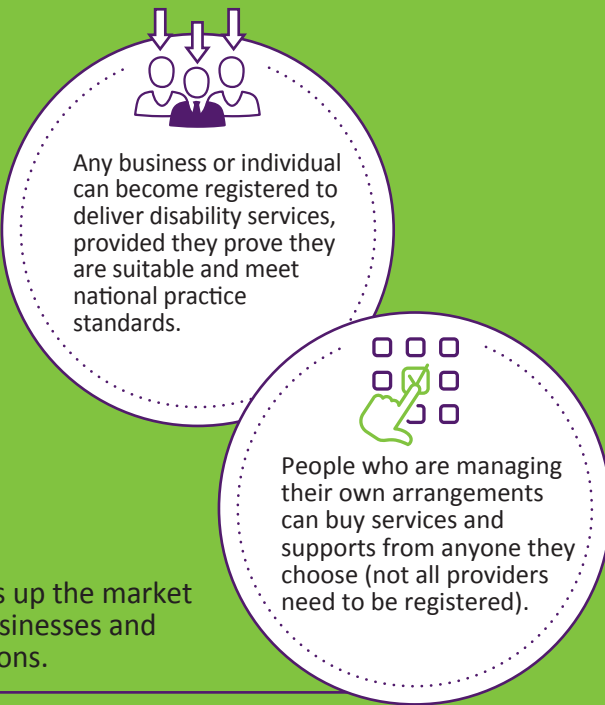 Any business or individual
can become registered to
deliver disability services,
provided they prove they
are suitable and meet
national practice
standards.
People who are managing
their own arrangements
can buy services and
supports from anyone they
choose (not all providers
need to be registered).
up the market
and